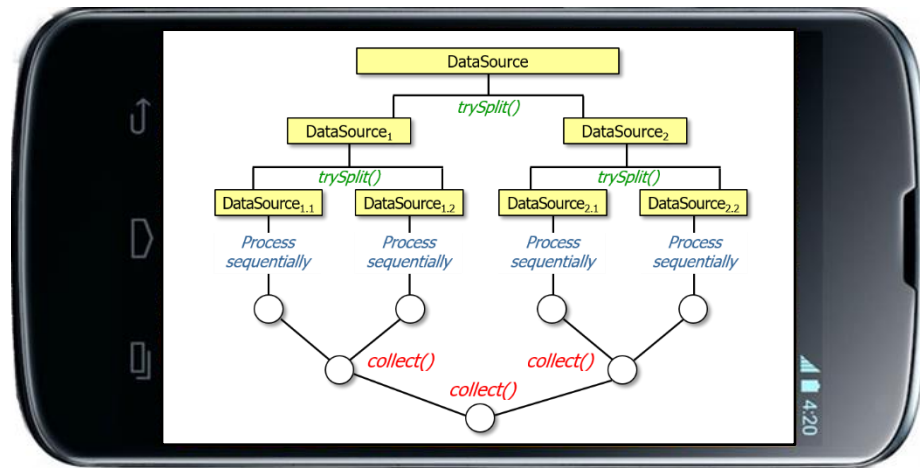 DataSource
trySplit()
DataSource₁
DataSource₂
trySplit()
trySplit()
DataSource₁.₁
DataSource₁.₂
DataSource₂.₁
DataSource₂.₂
Process
sequentially
Process
sequentially
Process
sequentially
Process
sequentially
collect()
collect()
collect()
4:20